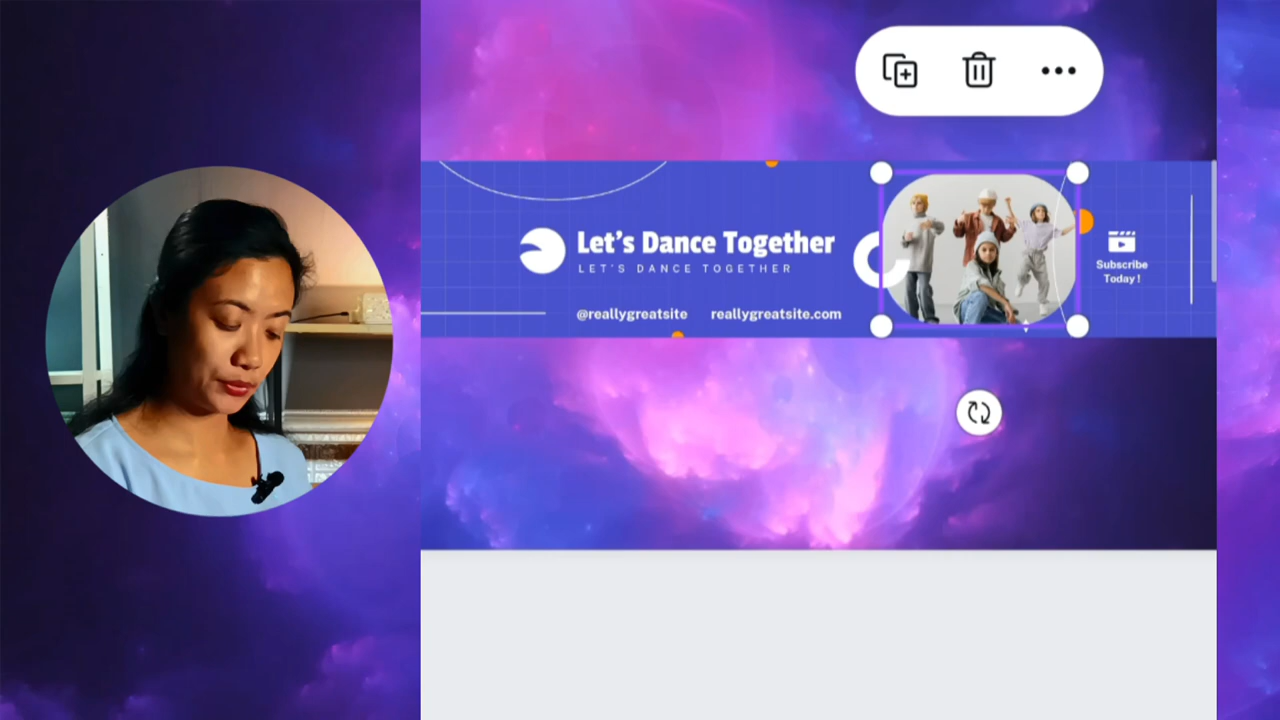 Let's Dance Together
LET'S DANCE TOGETHER
@reallygreatsite reallygreatsite.com
Subscribe
Today !